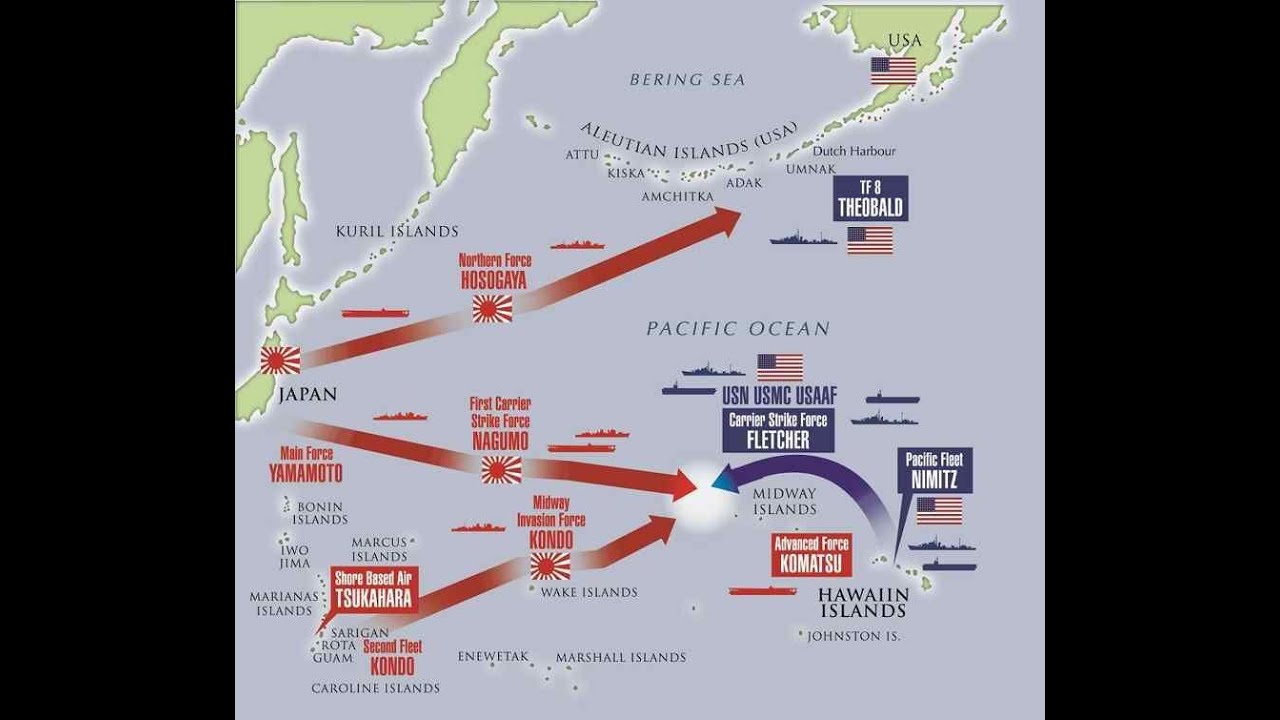 USA
BERING SEA
ALEUTIAN ISLANDS (USA)
ATTU
KISKA
AMCHITKA
ADAK
UMNAK
Dutch Harbour
TF 8
THEOBALD
KURIL ISLANDS
Northern Force
HOSOGAYA
PACIFIC OCEAN
JAPAN
USN USMC USAAF
Carrier Strike Force
FLETCHER
First Carrier
Strike Force
NAGUMO
Main Force
YAMAMOTO
Pacific Fleet
NIMITZ
MIDWAY
ISLANDS
BONIN
ISLANDS
Midway
Invasion Force
KONDO
IWO
JIMA
MARCUS
ISLANDS
Advanced Force
KOMATSU
Shore Based Air
TSUKAHARA
MARIANAS
ISLANDS
WAKE ISLANDS
HAWAIIN
ISLANDS
SARIGAN
ROTA
GUAM
Second Fleet
KONDO
JOHNSTON IS.
ENEWETAK
MARSHALL ISLANDS
CAROLINE ISLANDS